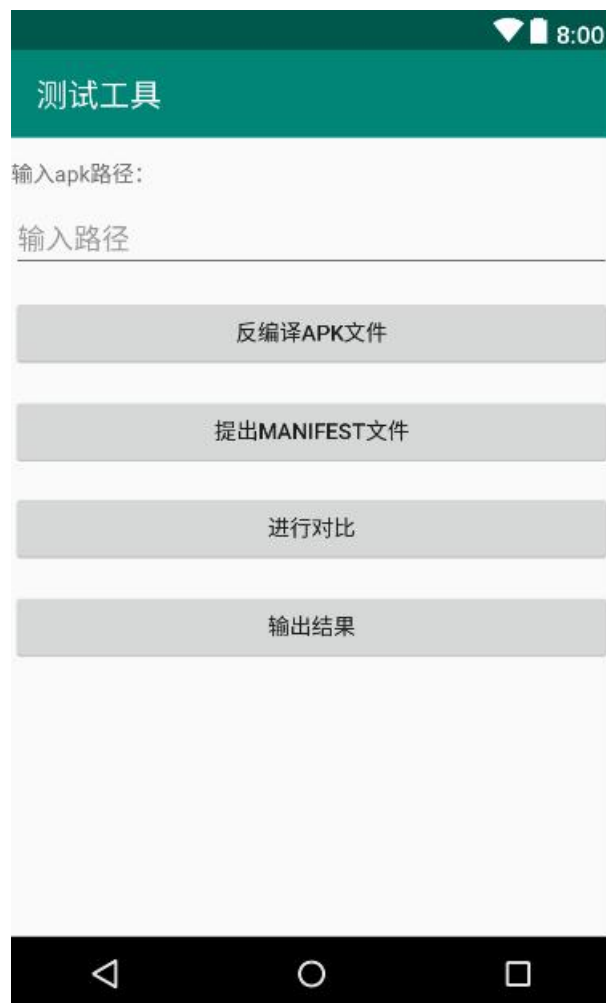 8:00
测试工具
输入apk路径：
输入路径
反编译APK文件
提出MANIFEST文件
进行对比
输出结果